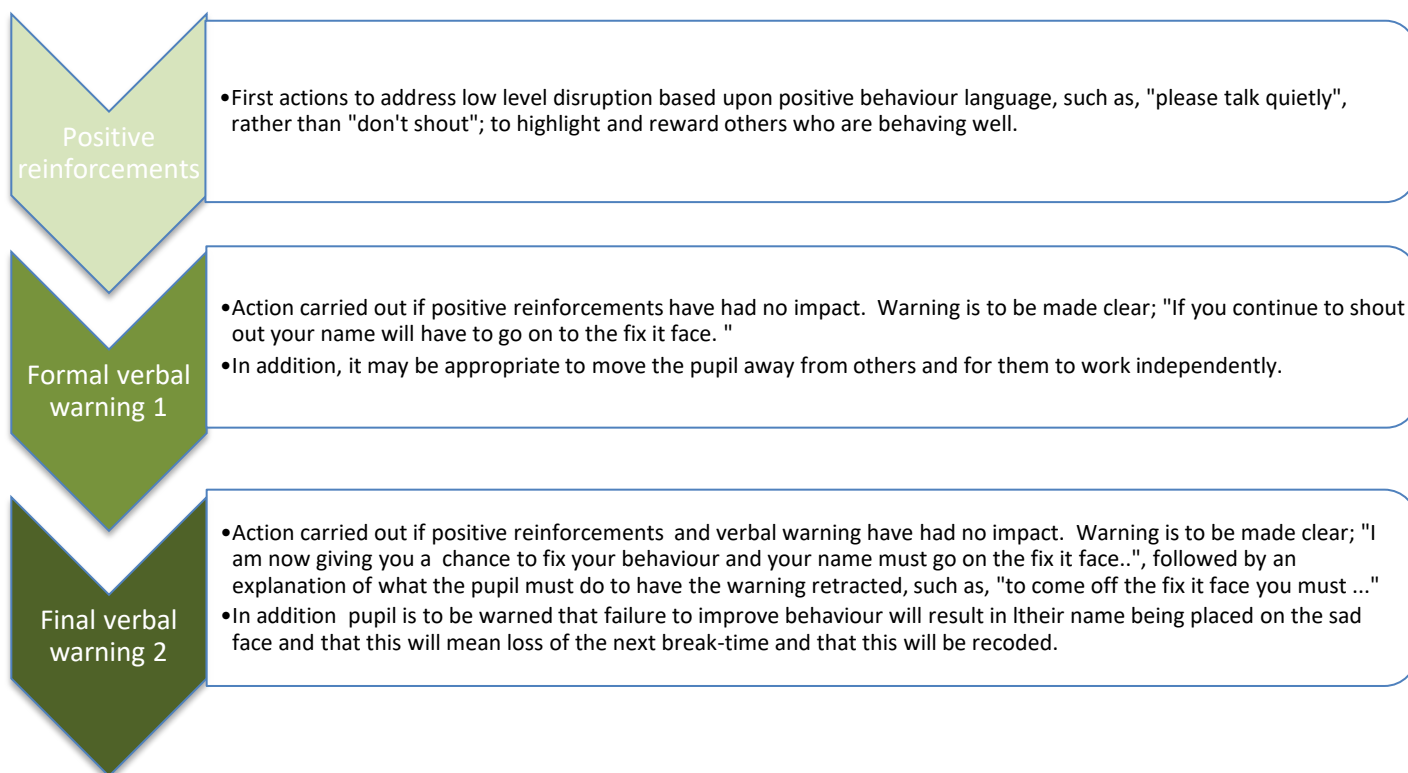 Positive
reinforcements
•First actions to address low level disruption based upon positive behaviour language, such as, "please talk quietly",
rather than "don't shout"; to highlight and reward others who are behaving well.
Formal verbal
warning 1
•Action carried out if positive reinforcements have had no impact.  Warning is to be made clear; "If you continue to shout
out your name will have to go on to the fix it face. "
•In addition, it may be appropriate to move the pupil away from others and for them to work independently.
Final verbal
warning 2
•Action carried out if positive reinforcements  and verbal warning have had no impact.  Warning is to be made clear; "I
am now giving you a  chance to fix your behaviour and your name must go on the fix it face..", followed by an
explanation of what the pupil must do to have the warning retracted, such as, "to come off the fix it face you must ..."
•In addition  pupil is to be warned that failure to improve behaviour will result in ltheir name being placed on the sad
face and that this will mean loss of the next break-time and that this will be recoded.